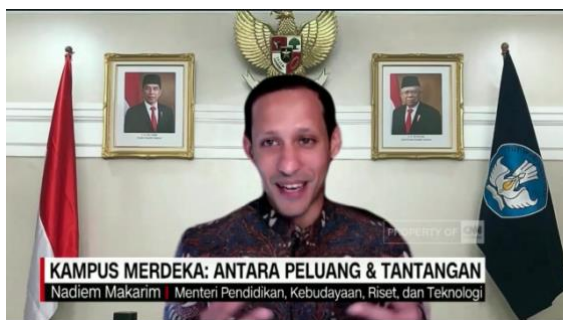 PROPERTY OF CNN
KAMPUS MERDEKA: ANTARA PELUANG & TANTANGAN
Nadiem Makarim | Menteri Pendidikan, Kebudayaan, Riset, dan Teknologi